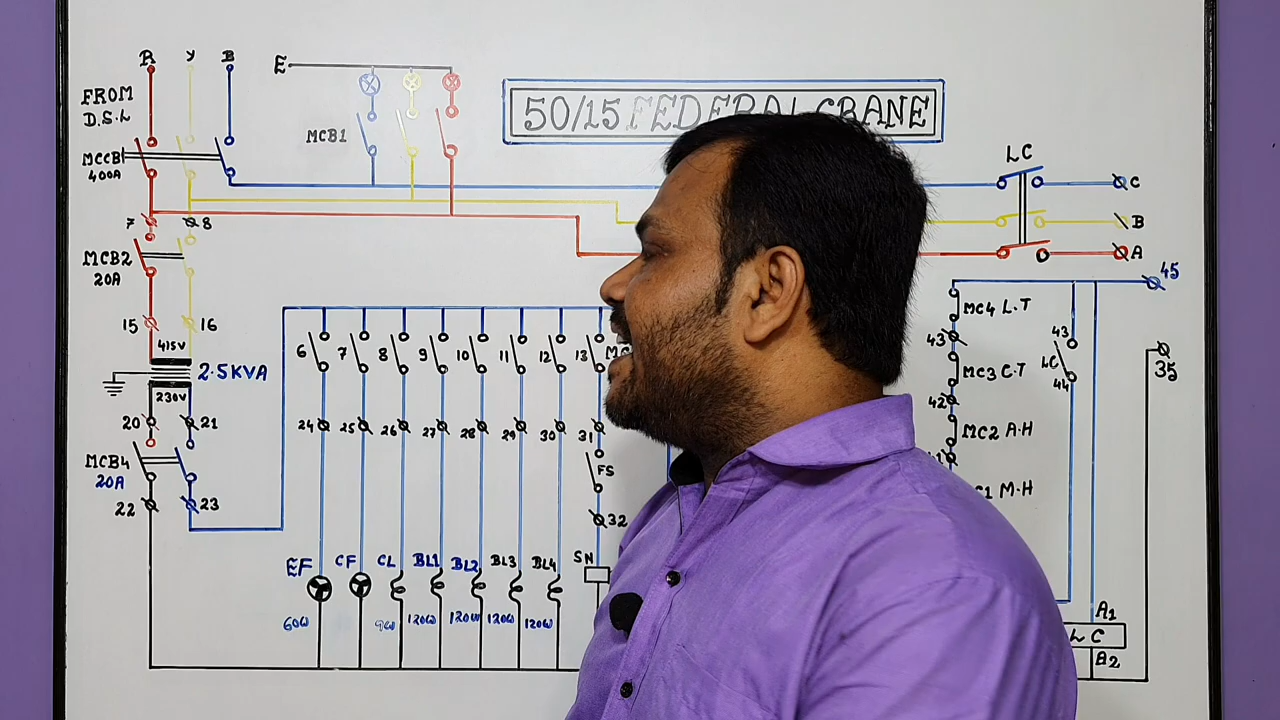 R Y B
E
FROM
D.S.L
MCB1
50/15 FEDERAL CRANE
MCCB
400A
LC
C
B
A
7 8
MCB2
20A
15 16
415V
2.5KVA
230V
20 21
MCB4
20A
22 23
6 7 8 9 10 11 12 13
24 25 26 27 28 29 30 31
FS
32
EF CF CL BL1 BL2 BL3 BL4 SN
60W 9W 120W 120W 120W 120W
45
MC4 L.T
43
MC3 C.T
42
MC2 A.H
M.H
43
LC
44
35
A1
LC
A2